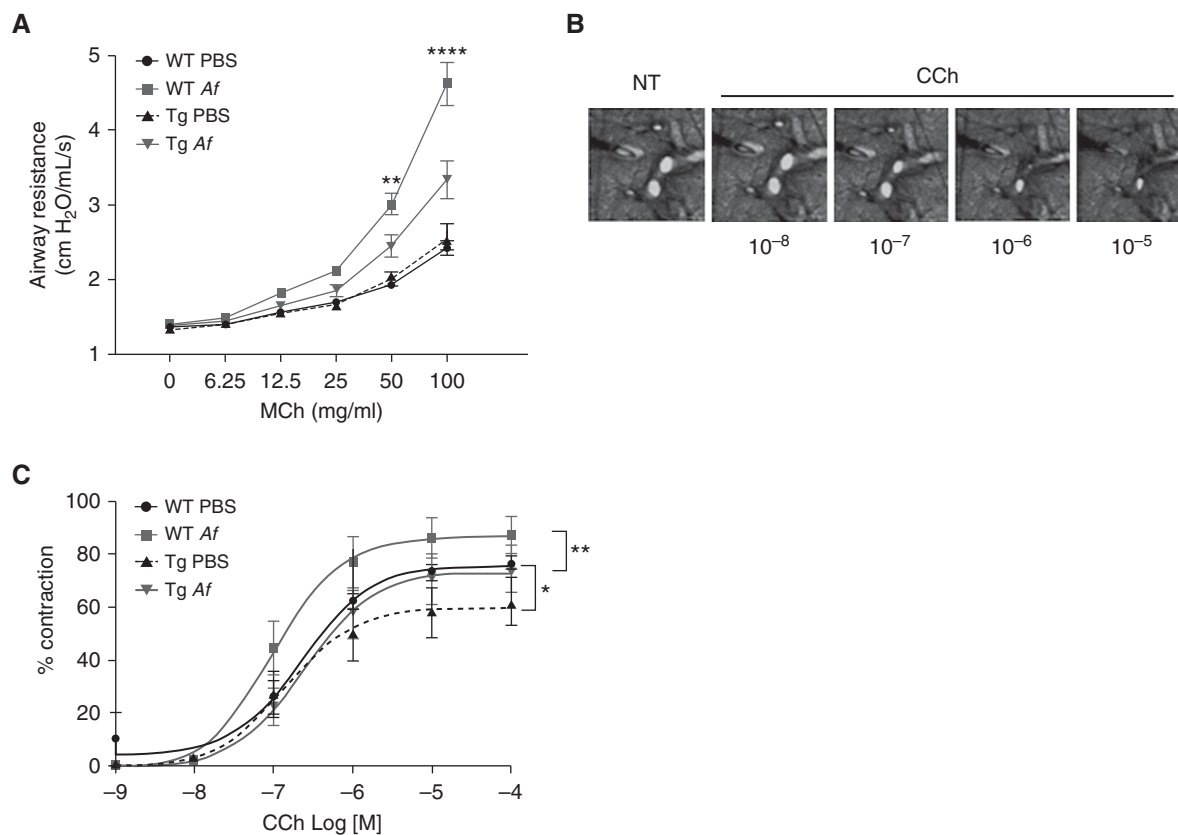 A
WT PBS
WT Af
Tg PBS
Tg Af
Airway resistance
(cm H₂O/mL/s)
5
4
3
2
1
**
****
0 6.25 12.5 25 50 100
MCh (mg/ml)
B
NT
CCh
10⁻⁸ 10⁻⁷ 10⁻⁶ 10⁻⁵
C
WT PBS
WT Af
Tg PBS
Tg Af
% contraction
100
80
60
40
20
0
**
*
–9 –8 –7 –6 –5 –4
CCh Log [M]